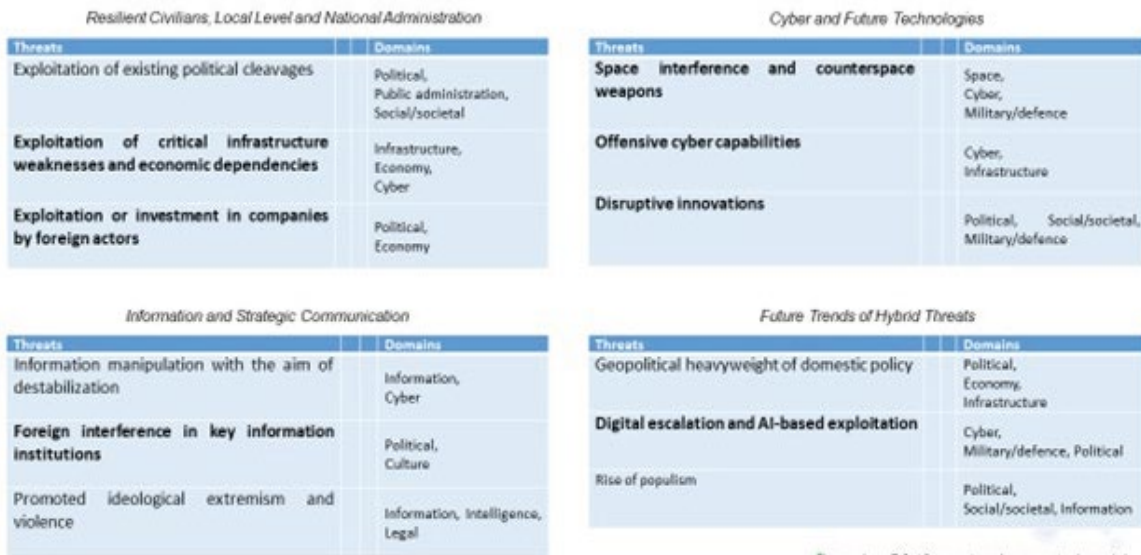 Resilient Civilians, Local Level and National Administration
Threats Domains
Exploitation of existing political cleavages
Political,
Public administration,
Social/societal
Exploitation of critical infrastructure
weaknesses and economic dependencies
Infrastructure,
Economy,
Cyber
Exploitation or investment in companies
by foreign actors
Political,
Economy
Cyber and Future Technologies
Threats Domains
Space interference and counterspace
weapons
Space,
Cyber,
Military/defence
Offensive cyber capabilities
Cyber,
Infrastructure
Disruptive innovations
Political, Social/societal,
Military/defence
Information and Strategic Communication
Threats Domains
Information manipulation with the aim of
destabilization
Information,
Cyber
Foreign interference in key information
institutions
Political,
Culture
Promoted ideological extremism and
violence
Information, Intelligence,
Legal
Future Trends of Hybrid Threats
Threats Domains
Geopolitical heavyweight of domestic policy
Political,
Economy,
Infrastructure
Digital escalation and AI-based exploitation
Cyber,
Military/defence, Political
Rise of populism
Political,
Social/societal, Information